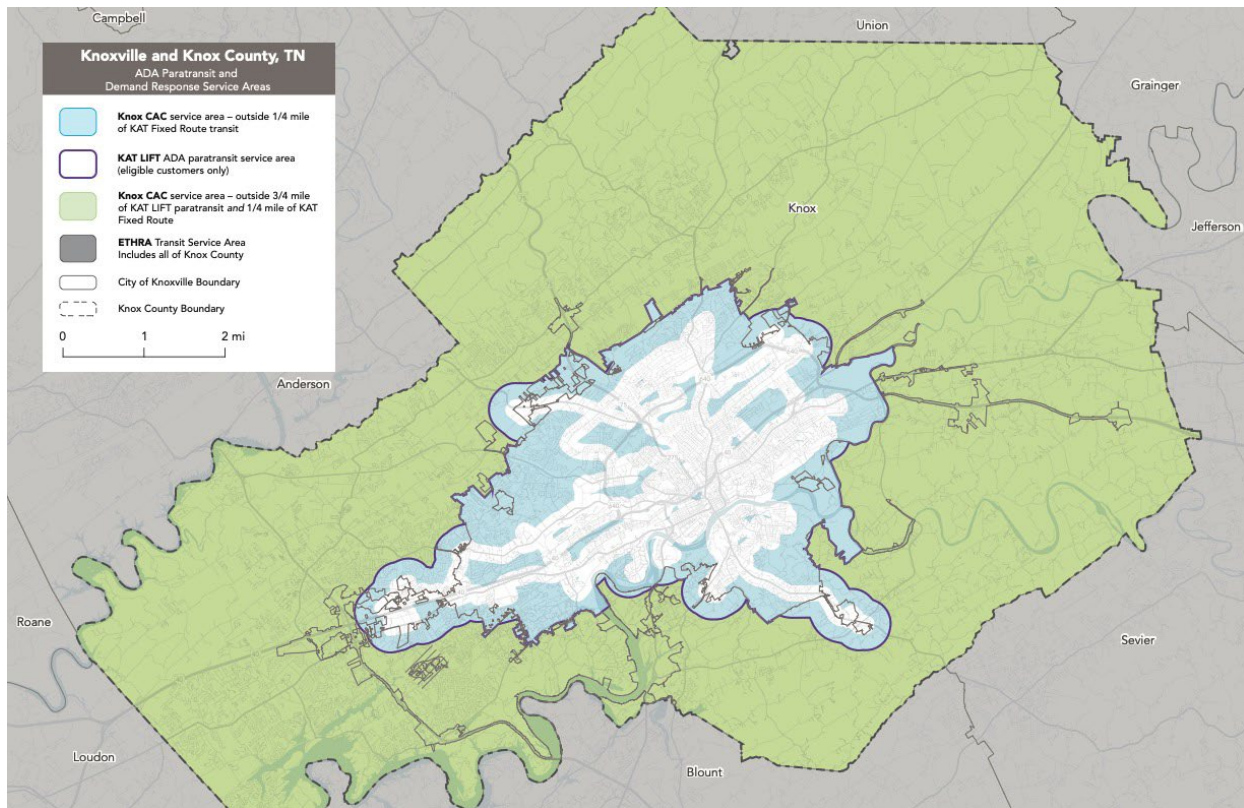 Campbell
Union
Knoxville and Knox County, TN
ADA Paratransit and
Demand Response Service Areas
Knox CAC service area – outside 1/4 mile
of KAT Fixed Route transit
KAT LIFT ADA paratransit service area
(eligible customers only)
Knox CAC service area – outside 3/4 mile
of KAT LIFT paratransit and 1/4 mile of KAT
Fixed Route
ETHRA Transit Service Area
Includes all of Knox County
City of Knoxville Boundary
Knox County Boundary
0 1 2 mi
Grainger
Knox
Jefferson
Anderson
Roane
Sevier
Loudon
Blount